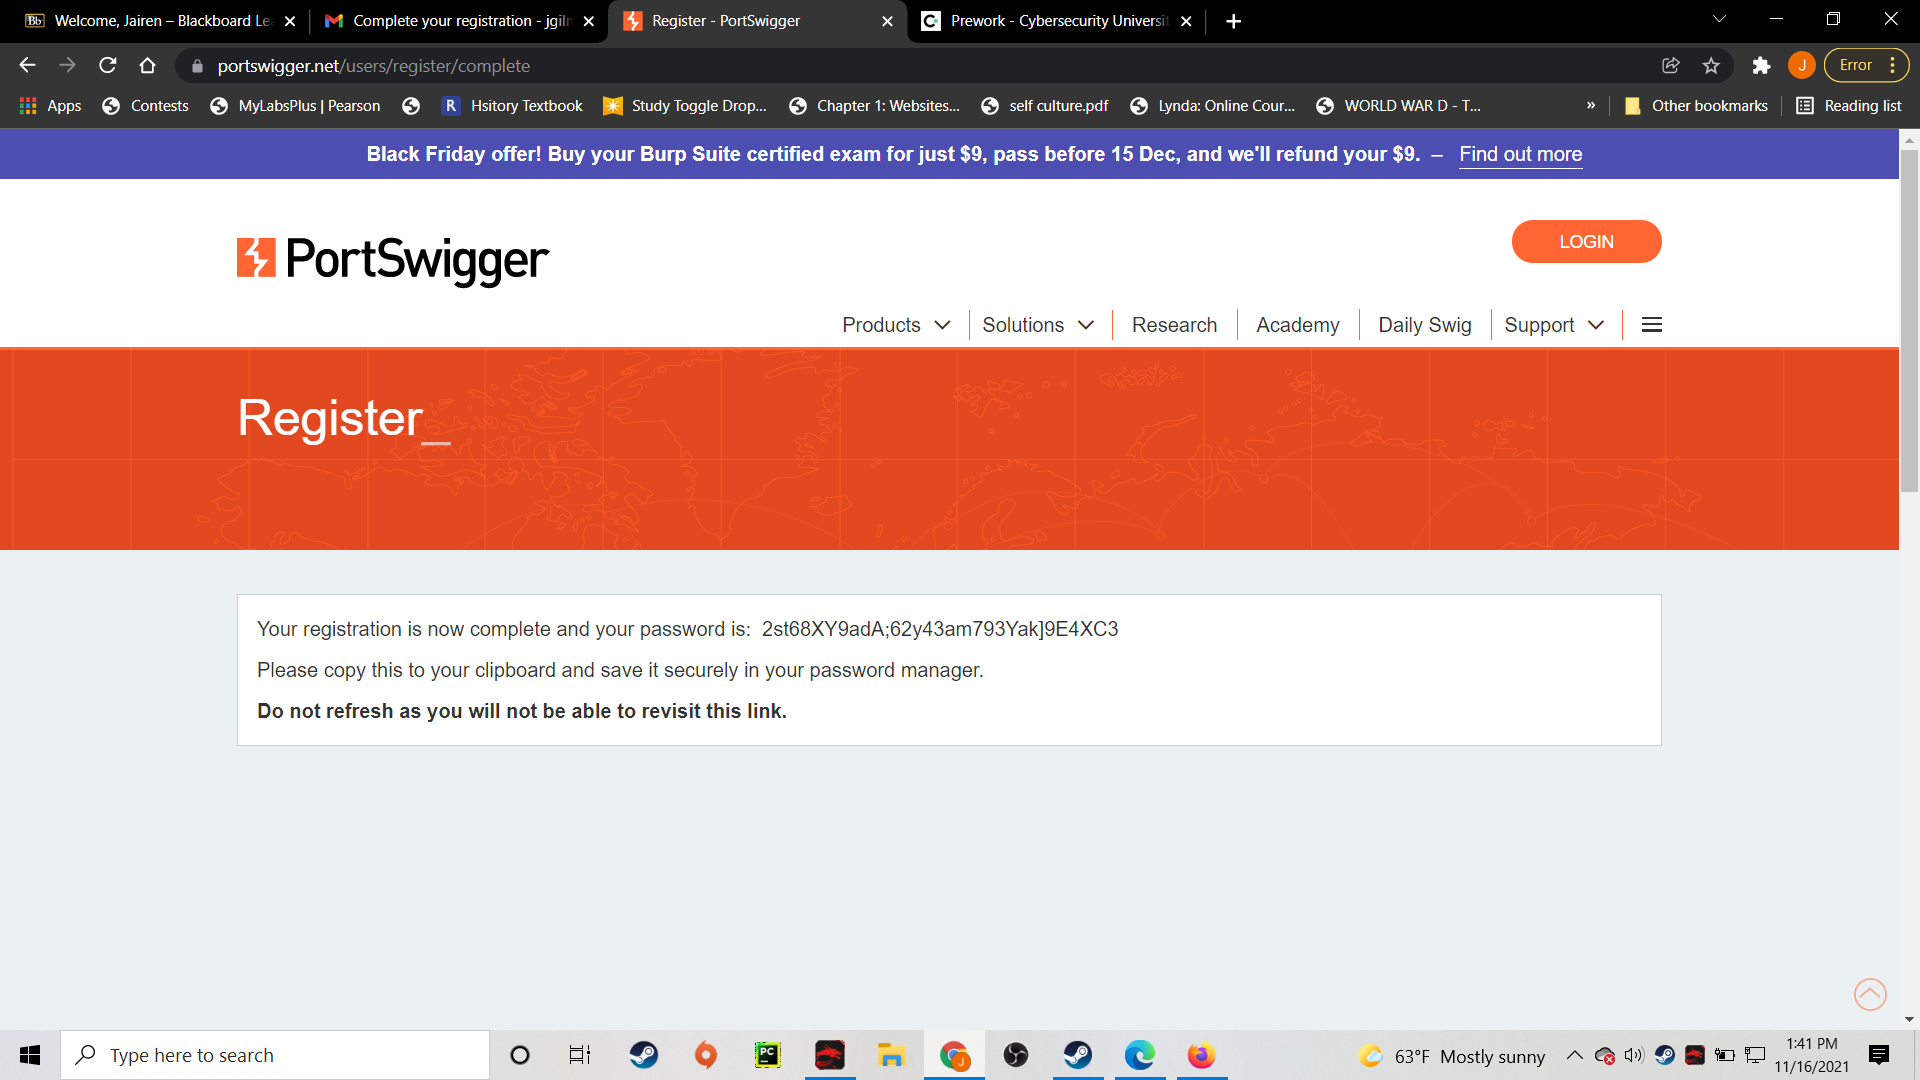 Welcome, Jairen – Blackboard Le
Complete your registration - jgiln
Register - PortSwigger
Prework - Cybersecurity Universit
portswigger.net/users/register/complete
J
Error
Apps
Contests
MyLabsPlus | Pearson
R
Hsitory Textbook
Study Toggle Drop...
Chapter 1: Websites...
self culture.pdf
Lynda: Online Cour...
WORLD WAR D - T...
»
Other bookmarks
Reading list
Black Friday offer! Buy your Burp Suite certified exam for just $9, pass before 15 Dec, and we'll refund your $9. – Find out more
PortSwigger
LOGIN
Products
Solutions
Research
Academy
Daily Swig
Support
Register_
Your registration is now complete and your password is: 2st68XY9adA;62y43am793Yak]9E4XC3
Please copy this to your clipboard and save it securely in your password manager.
Do not refresh as you will not be able to revisit this link.
Type here to search
63°F Mostly sunny
1:41 PM
11/16/2021